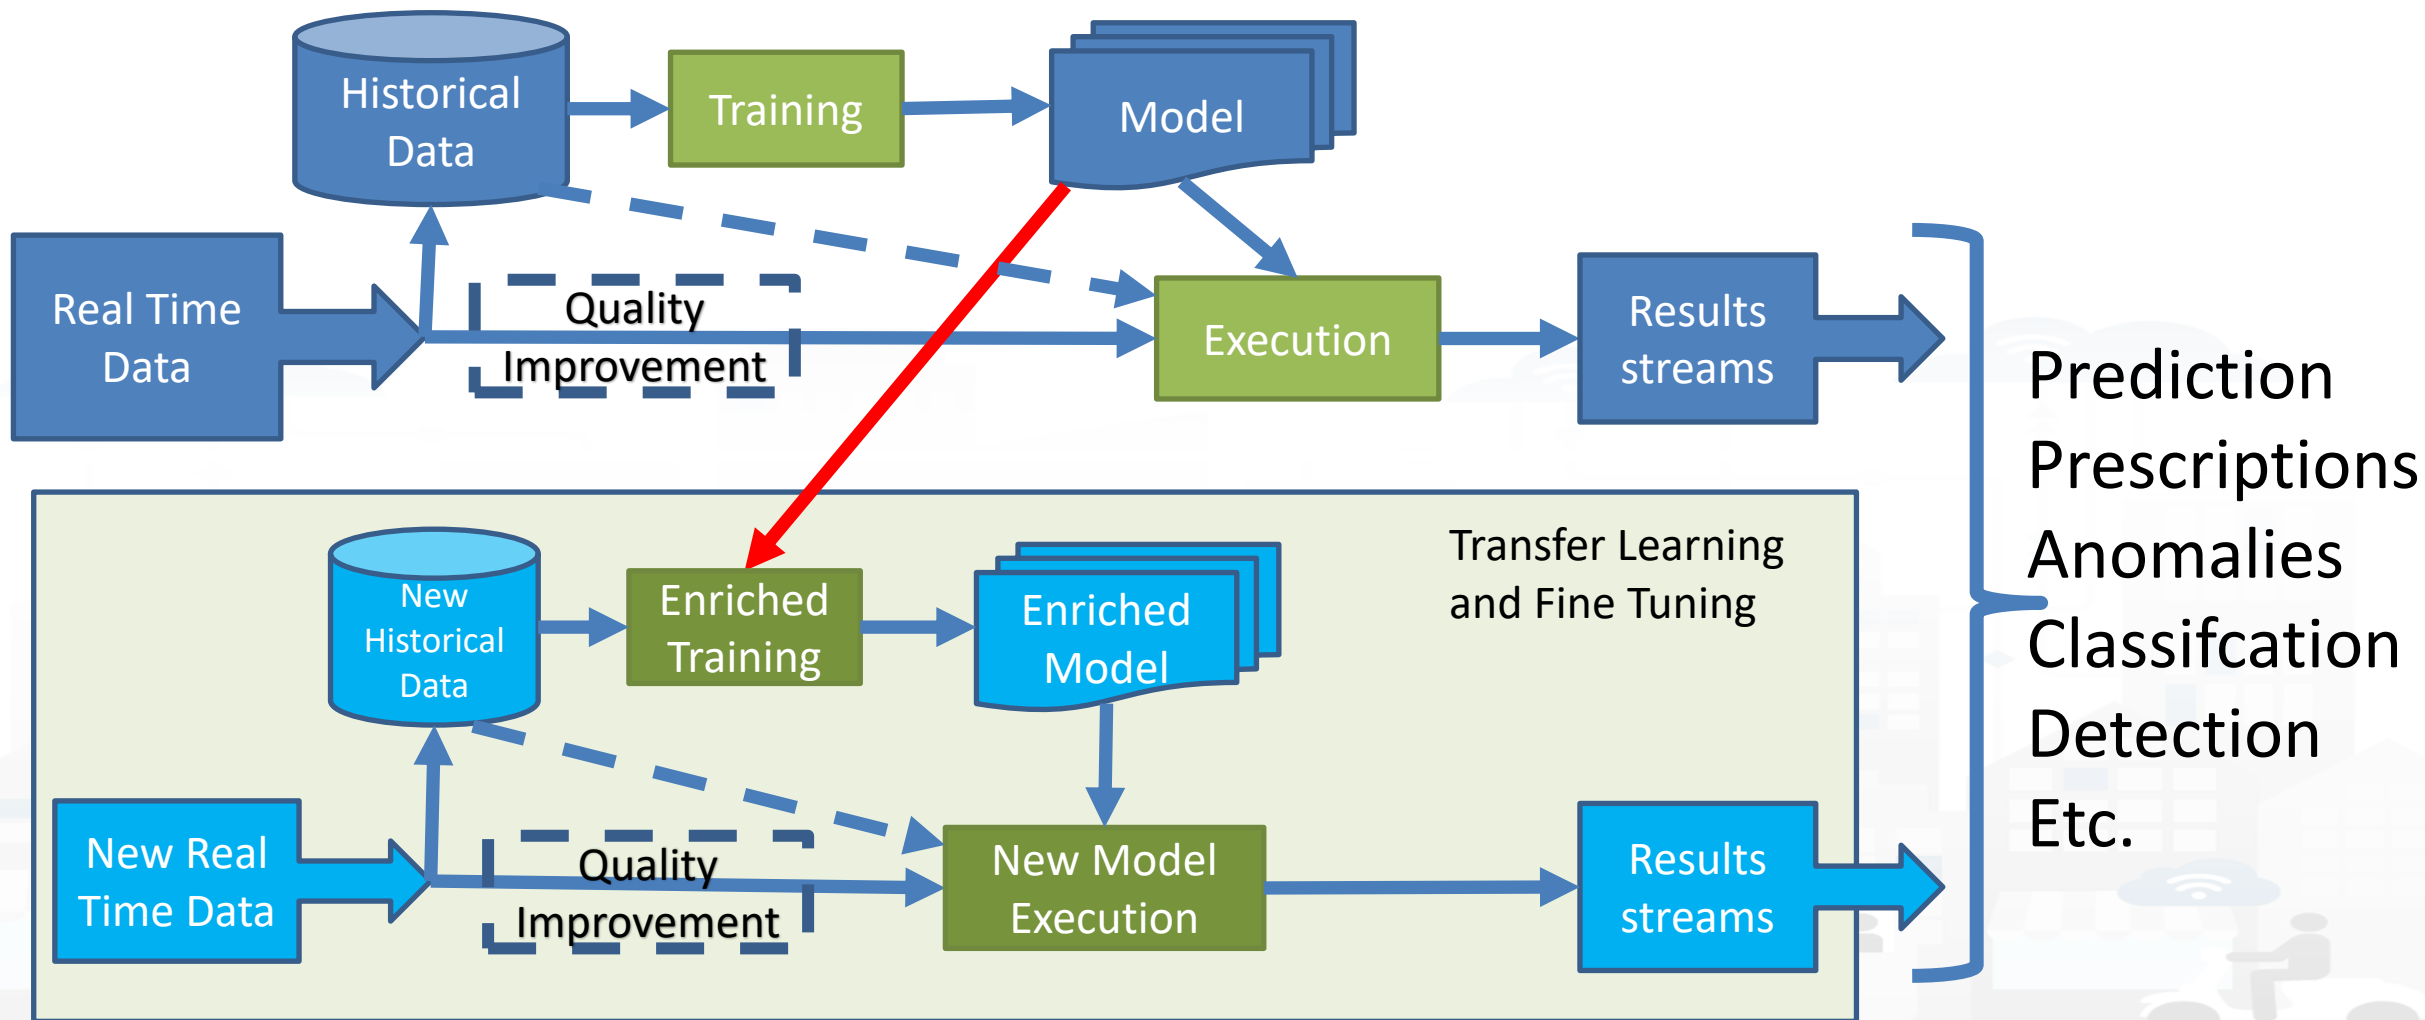 Historical
Data
Training
Model
Real Time
Data
Quality
Improvement
Execution
Results
streams
Transfer Learning
and Fine Tuning
New
Historical
Data
Enriched
Training
Enriched
Model
New Real
Time Data
Quality
Improvement
New Model
Execution
Results
streams
Prediction
Prescriptions
Anomalies
Classifcation
Detection
Etc.